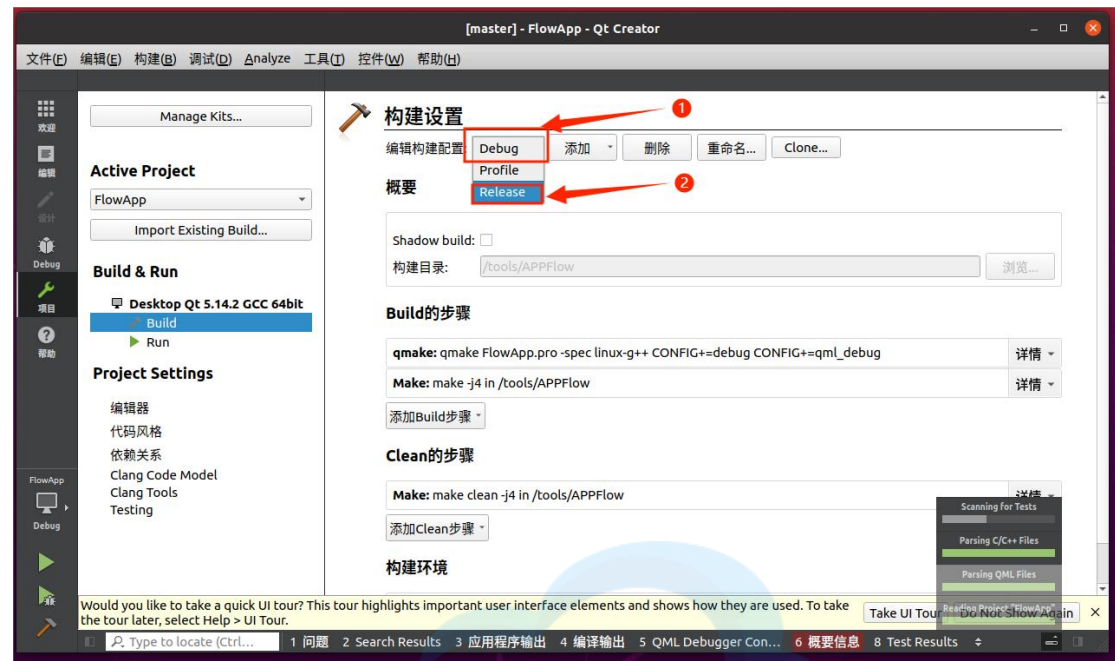 [master] - FlowApp - Qt Creator
文件(F) 编辑(E) 构建(B) 调试(D) Analyze 工具(T) 控件(W) 帮助(H)
欢迎
编辑
设计
Debug
项目
帮助
FlowApp
Debug
Manage Kits...
Active Project
FlowApp
Import Existing Build...
Build & Run
Desktop Qt 5.14.2 GCC 64bit
Build
Run
Project Settings
编辑器
代码风格
依赖关系
Clang Code Model
Clang Tools
Testing
构建设置
1
编辑构建配置: Debug 添加 删除 重命名... Clone...
Profile
Release
2
概要
Shadow build:
构建目录: /tools/APPFlow 浏览...
Build的步骤
qmake: qmake FlowApp.pro -spec linux-g++ CONFIG+=debug CONFIG+=qml_debug 详情
Make: make -j4 in /tools/APPFlow 详情
添加Build步骤
Clean的步骤
Make: make clean -j4 in /tools/APPFlow 详情
添加Clean步骤
构建环境
Scanning for Tests
Parsing C/C++ Files
Parsing QML Files
Reading Project "FlowApp"
Would you like to take a quick UI tour? This tour highlights important user interface elements and shows how they are used. To take
the tour later, select Help > UI Tour.
Take UI Tour Do Not Show Again
Type to locate (Ctrl... 1 问题 2 Search Results 3 应用程序输出 4 编译输出 5 QML Debugger Con... 6 概要信息 8 Test Results